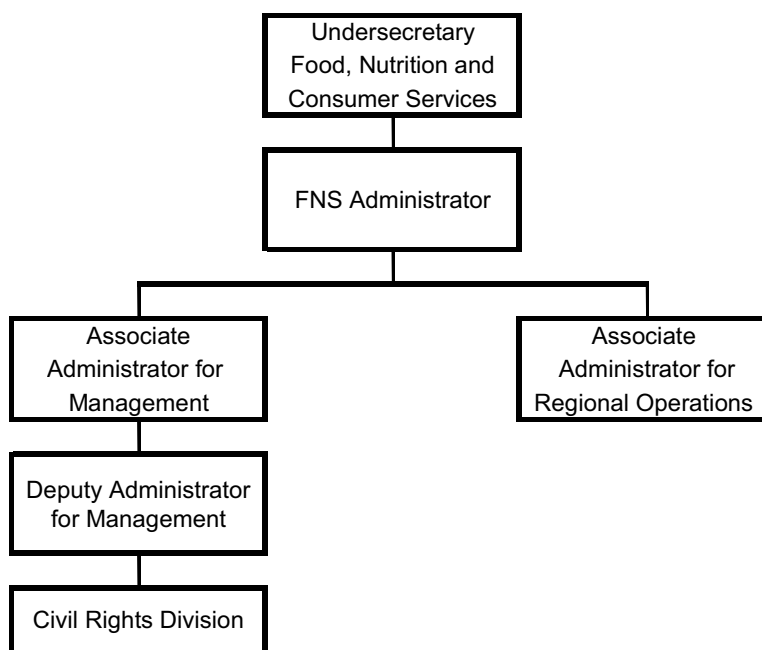 Undersecretary
Food, Nutrition and
Consumer Services
FNS Administrator
Associate
Administrator for
Management
Associate
Administrator for
Regional Operations
Deputy Administrator
for Management
Civil Rights Division